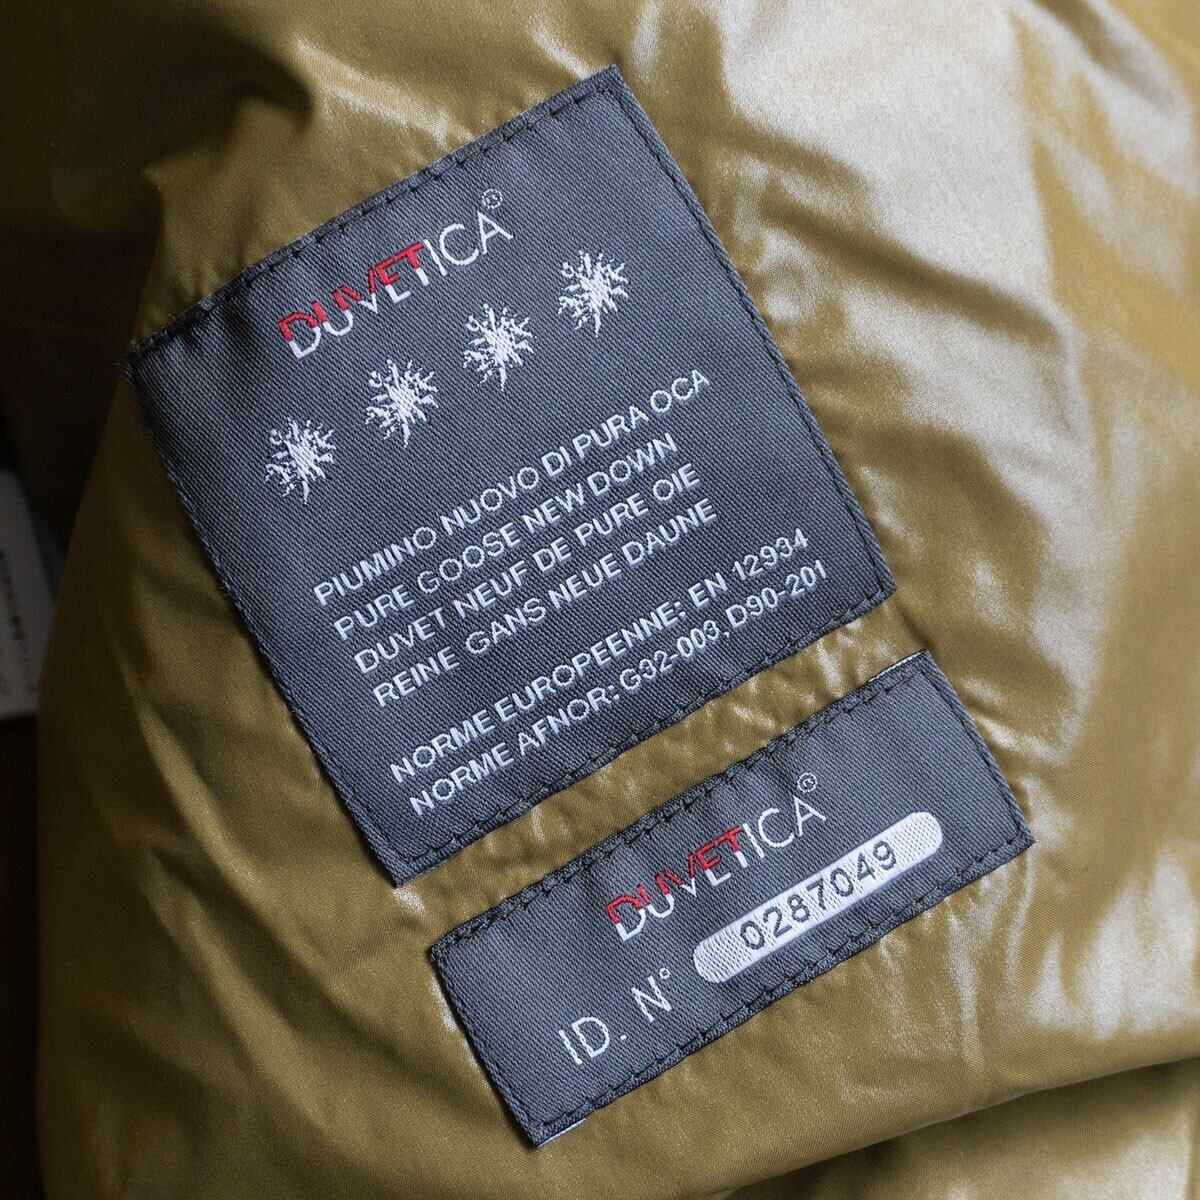 DUVETICA®
PIUMINO NUOVO DI PURA OCA
PURE GOOSE NEW DOWN
DUVET NEUF DE PURE OIE
REINE GANS NEUE DAUNE
NORME EUROPEENNE: EN 12934
NORME AFNOR: G32-003, D90-201
DUVETICA®
ID. N° 0287049